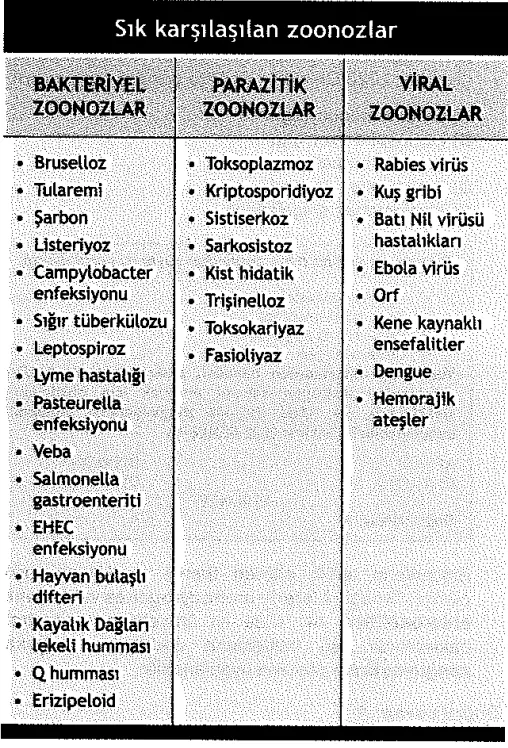 Sık karşılaşılan zoonozlar
BAKTERİYEL
ZOONOZLAR
• Bruselloz
• Tularemi
• Şarbon
• Listeriyoz
• Campylobacter
enfeksiyonu
• Sığır tüberkülozu
• Leptospiroz
• Lyme hastalığı
• Pasteurella
enfeksiyonu
• Veba
• Salmonella
gastroenteriti
• EHEC
enfeksiyonu
• Hayvan bulaşlı
difteri
• Kayalık Dağları
lekeli humması
• Q humması
• Erizipeloid
PARAZİTİK
ZOONOZLAR
• Toksoplazmoz
• Kriptosporidiyoz
• Sistiserkoz
• Sarkosistoz
• Kist hidatik
• Trişinelloz
• Toksokariyaz
• Fasioliyaz
VİRAL
ZOONOZLAR
• Rabies virüs
• Kuş gribi
• Batı Nil virüsü
hastalıkları
• Ebola virüs
• Orf
• Kene kaynaklı
ensefalitler
• Dengue
• Hemorajik
ateşler